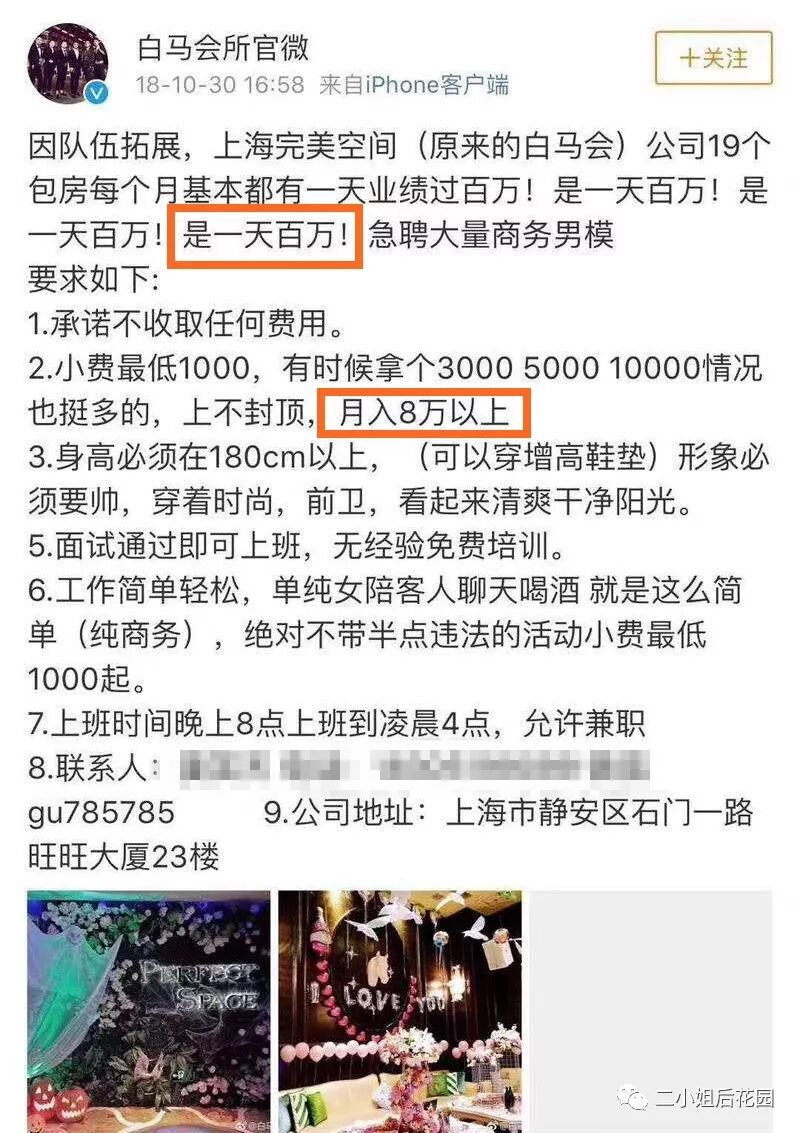 白马会所官微
18-10-30 16:58 来自iPhone客户端
十关注
因队伍拓展，上海完美空间（原来的白马会）公司19个
包房每个月基本都有一天业绩过百万！是一天百万！是
一天百万！是一天百万！急聘大量商务男模
要求如下:
1.承诺不收取任何费用。
2.小费最低1000，有时候拿个3000 5000 10000情况
也挺多的，上不封顶，月入8万以上
3.身高必须在180cm以上，（可以穿增高鞋垫）形象必
须要帅，穿着时尚，前卫，看起来清爽干净阳光。
5.面试通过即可上班，无经验免费培训。
6.工作简单轻松，单纯女陪客人聊天喝酒 就是这么简
单（纯商务），绝对不带半点违法的活动小费最低
1000起。
7.上班时间晚上8点上班到凌晨4点，允许兼职
8.联系人：
gu785785 9.公司地址：上海市静安区石门一路
旺旺大厦23楼
PERFECT
SPACE
I LOVE YOU
二小姐后花园